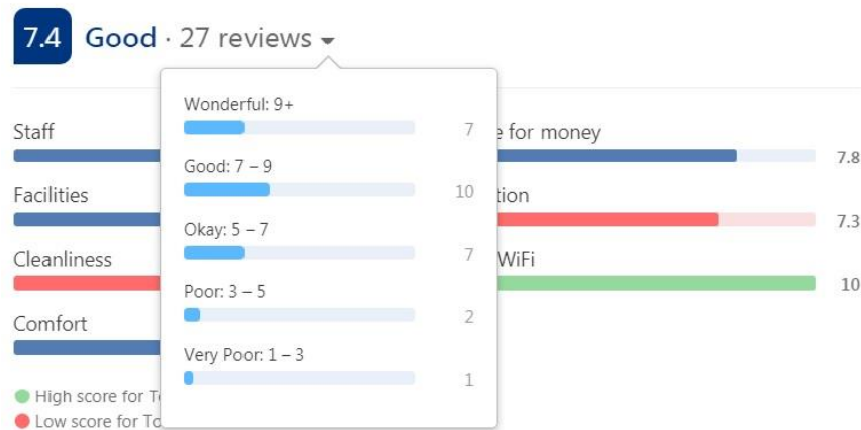 7.4 Good · 27 reviews
Wonderful: 9+
7
Staff
e for money
7.8
Good: 7 – 9
10
Facilities
tion
7.3
Okay: 5 – 7
7
Cleanliness
WiFi
10
Poor: 3 – 5
2
Comfort
Very Poor: 1 – 3
1
High score for T
Low score for To